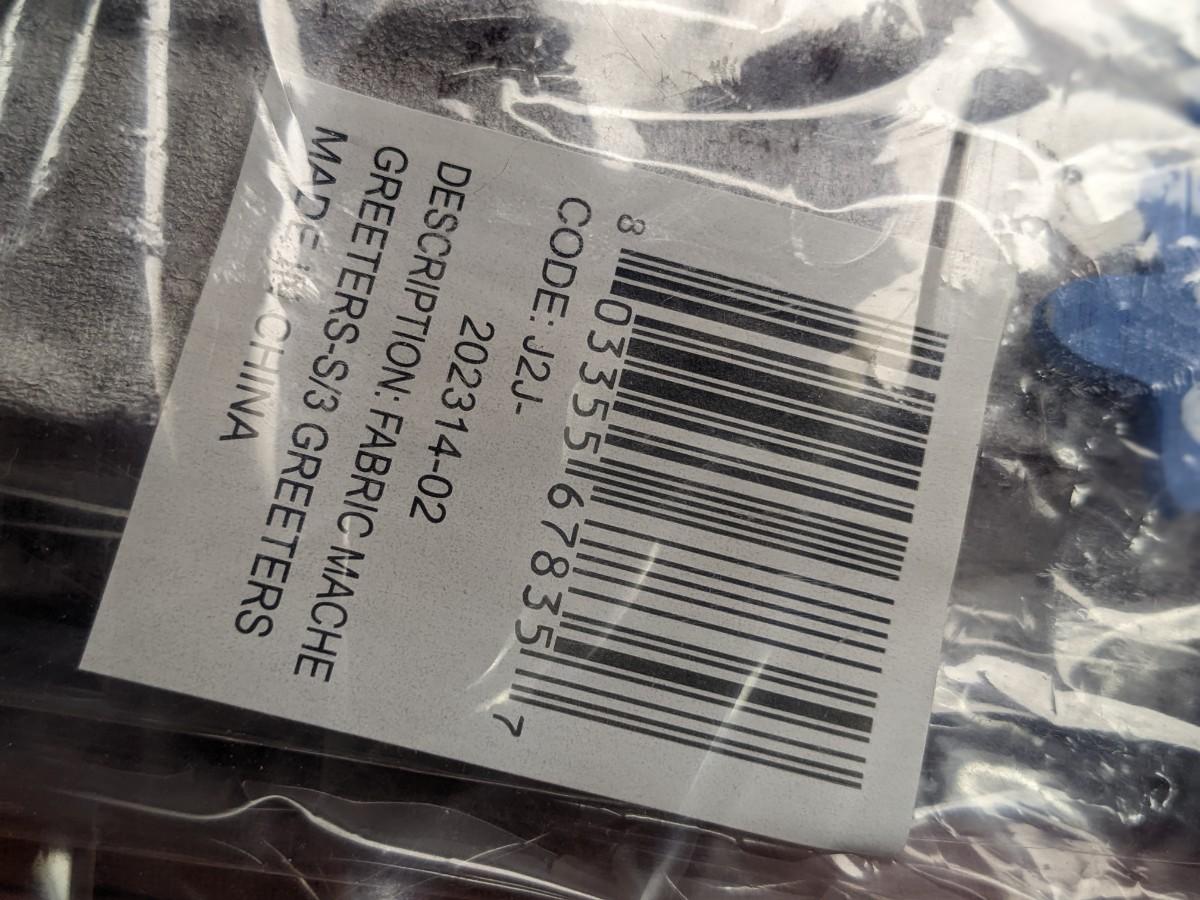 8 03355 67835 7
CODE: J2J-
202314-02
DESCRIPTION: FABRIC MACHE
GREETERS-S/3 GREETERS
MADE IN CHINA